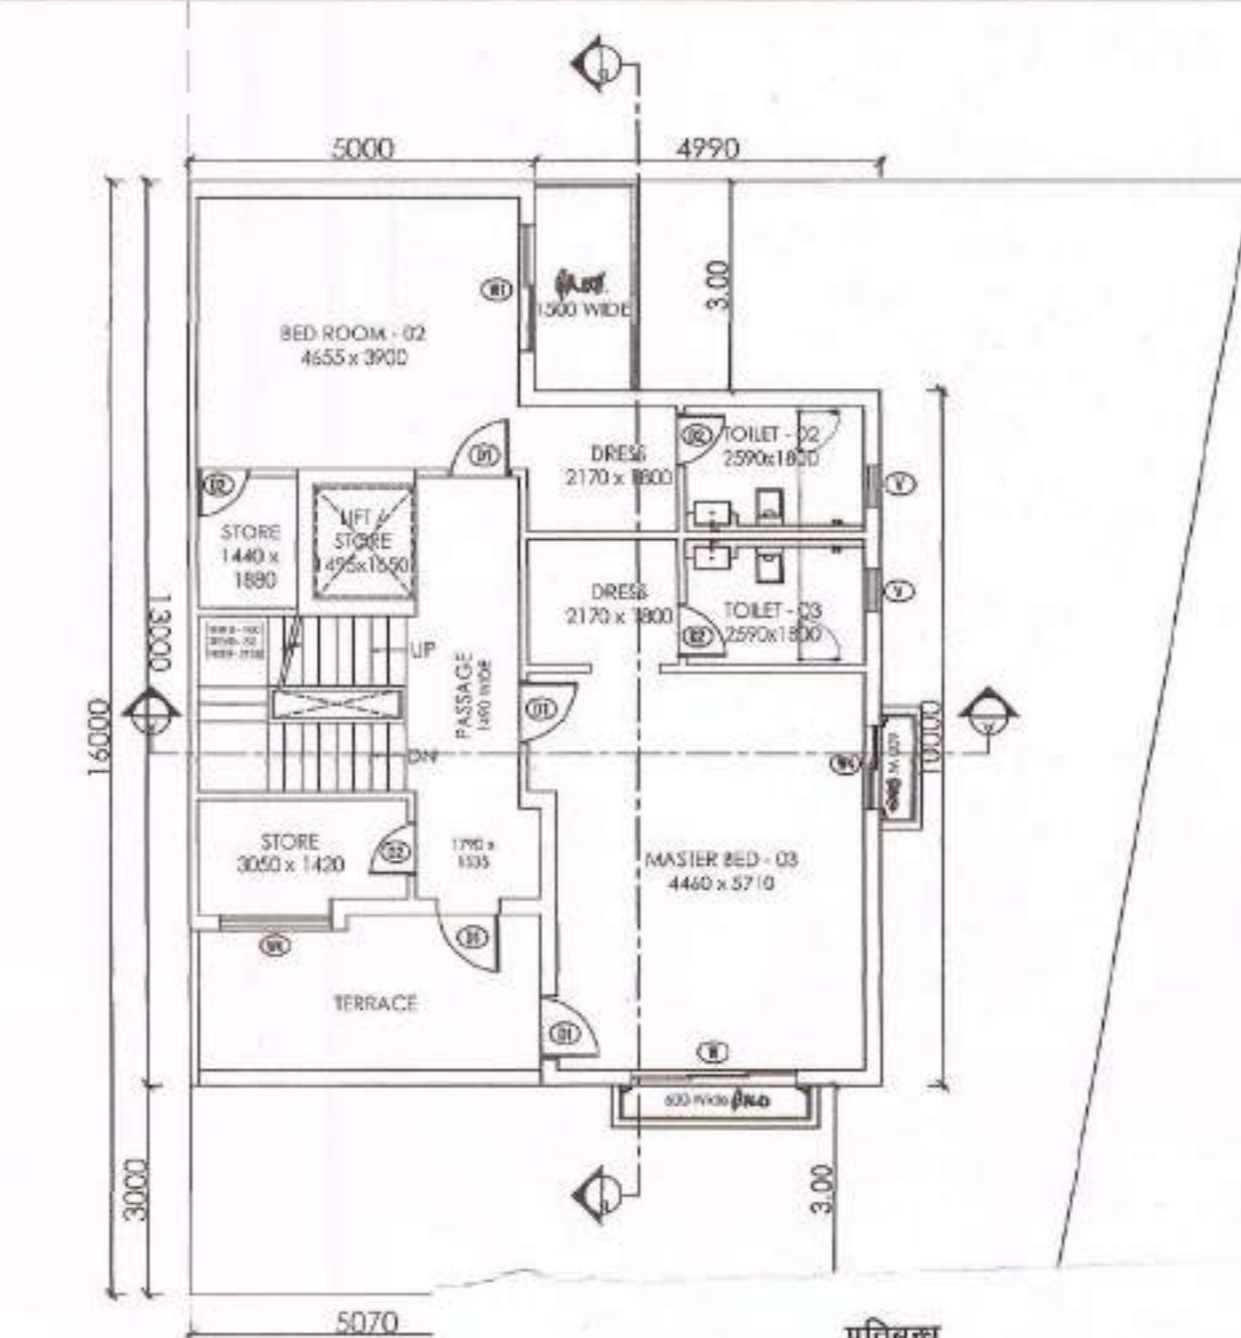 5000
4990
3.00
W1
1500 WIDE
BED ROOM - 02
4655 x 3900
D1
D2
TOILET - 02
2590x1800
DRESS
2170 x 1800
V
D2
STORE
1440 x
1880
LIFT /
STORE
1495x1650
DRESS
2170 x 1800
V
TOILET - 03
2590x1800
D2
13000
UP
PASSAGE
1490 WIDE
D1
16000
10000
DN
STORE
3050 x 1420
D2
1790 x
1535
MASTER BED - 03
4460 x 5710
D1
TERRACE
D1
W
600 Wide
3000
3.00
5070
प्रतिबन्ध